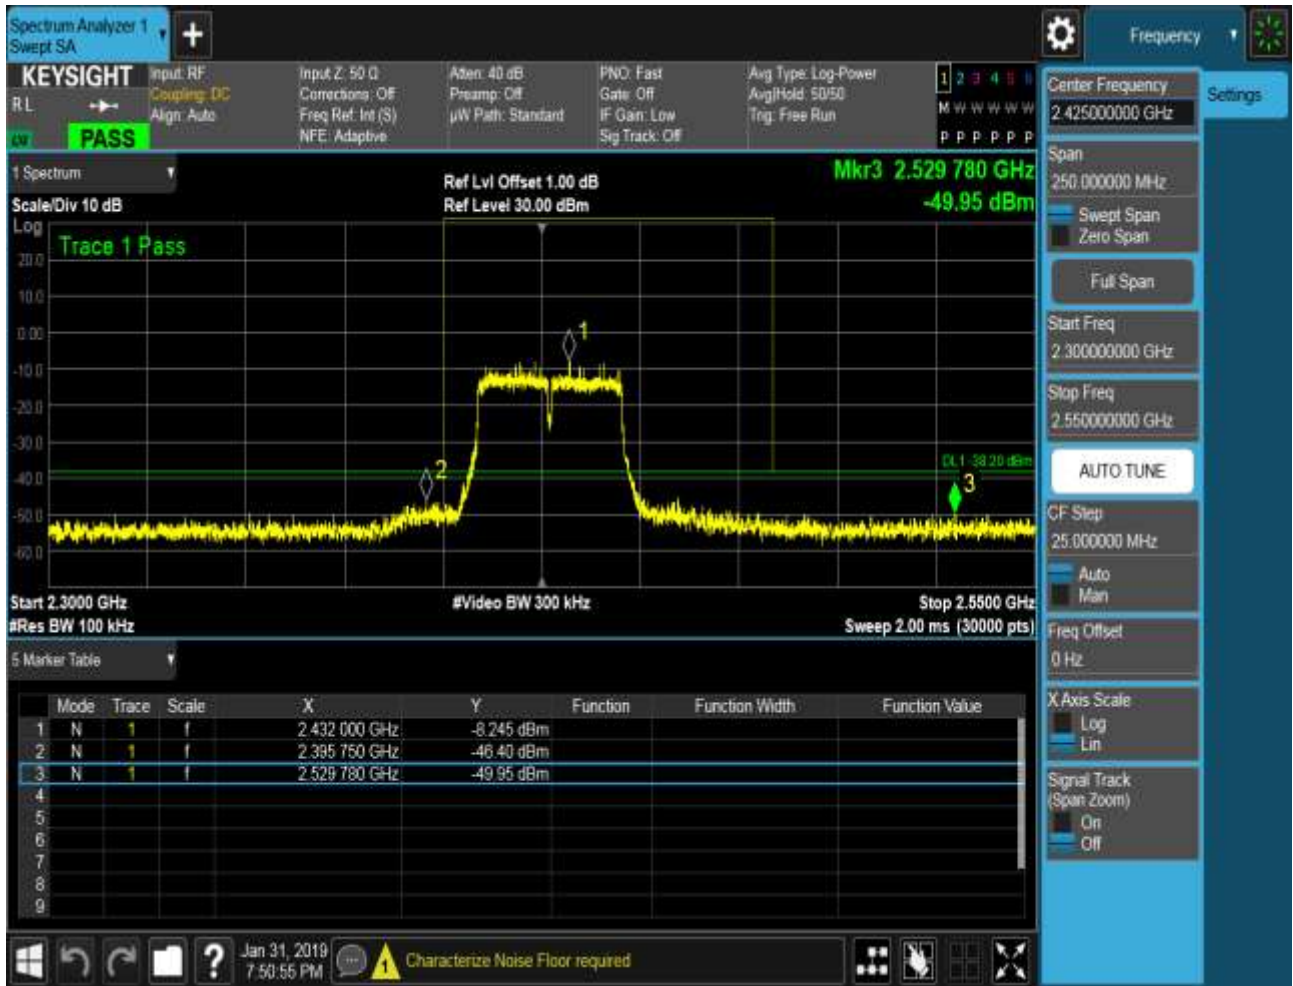 Spectrum Analyzer 1
Swept SA
Frequency
KEYSIGHT
R L
LXI
PASS
Input: RF
Coupling: DC
Align: Auto
Input Z: 50 Ω
Corrections: Off
Freq Ref: Int (S)
NFE: Adaptive
Atten: 40 dB
Preamp: Off
µW Path: Standard
PNO: Fast
Gate: Off
IF Gain: Low
Sig Track: Off
Avg Type: Log-Power
Avg|Hold: 50/50
Trig: Free Run
1 2 3 4 5 6
M W W W W W
P P P P P P
1 Spectrum
Scale/Div 10 dB
Ref Lvl Offset 1.00 dB
Ref Level 30.00 dBm
Mkr3 2.529 780 GHz
-49.95 dBm
Log
Trace 1 Pass
20.0
10.0
0.00
-10.0
-20.0
-30.0
-40.0
-50.0
-60.0
1
2
3
DL1 -38.20 dBm
Start 2.3000 GHz
#Res BW 100 kHz
#Video BW 300 kHz
Stop 2.5500 GHz
Sweep 2.00 ms (30000 pts)
5 Marker Table
Mode Trace Scale X Y Function Function Width Function Value
1 N 1 f 2.432 000 GHz -8.245 dBm
2 N 1 f 2.395 750 GHz -46.40 dBm
3 N 1 f 2.529 780 GHz -49.95 dBm
4
5
6
7
8
9
?
Jan 31, 2019
7:50:55 PM
1
Characterize Noise Floor required
Settings
Center Frequency
2.425000000 GHz
Span
250.000000 MHz
Swept Span
Zero Span
Full Span
Start Freq
2.300000000 GHz
Stop Freq
2.550000000 GHz
AUTO TUNE
CF Step
25.000000 MHz
Auto
Man
Freq Offset
0 Hz
X Axis Scale
Log
Lin
Signal Track
(Span Zoom)
On
Off